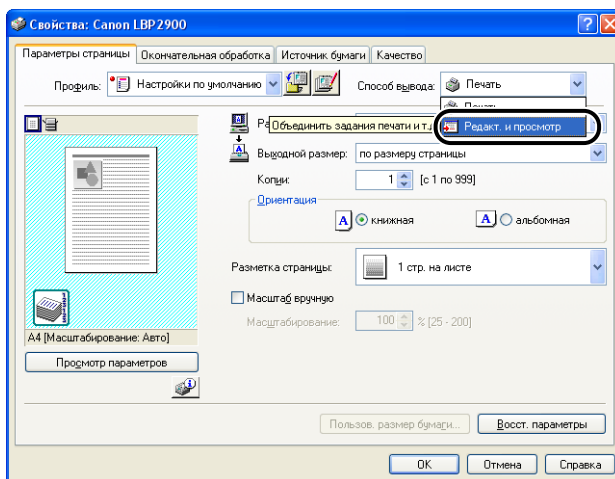 Свойства: Canon LBP2900
Параметры страницы Окончательная обработка Источник бумаги Качество
Профиль: Настройки по умолчанию Способ вывода: Печать
Печать
Объединить задания печати и т.д Редакт. и просмотр
Выходной размер: по размеру страницы
Копии: 1 [с 1 по 999]
Ориентация
A книжная A альбомная
Разметка страницы: 1 стр. на листе
Масштаб вручную
Масштабирование: 100 % [25 - 200]
A4 [Масштабирование: Авто]
Просмотр параметров
Пользов. размер бумаги... Восст. параметры
OK Отмена Справка